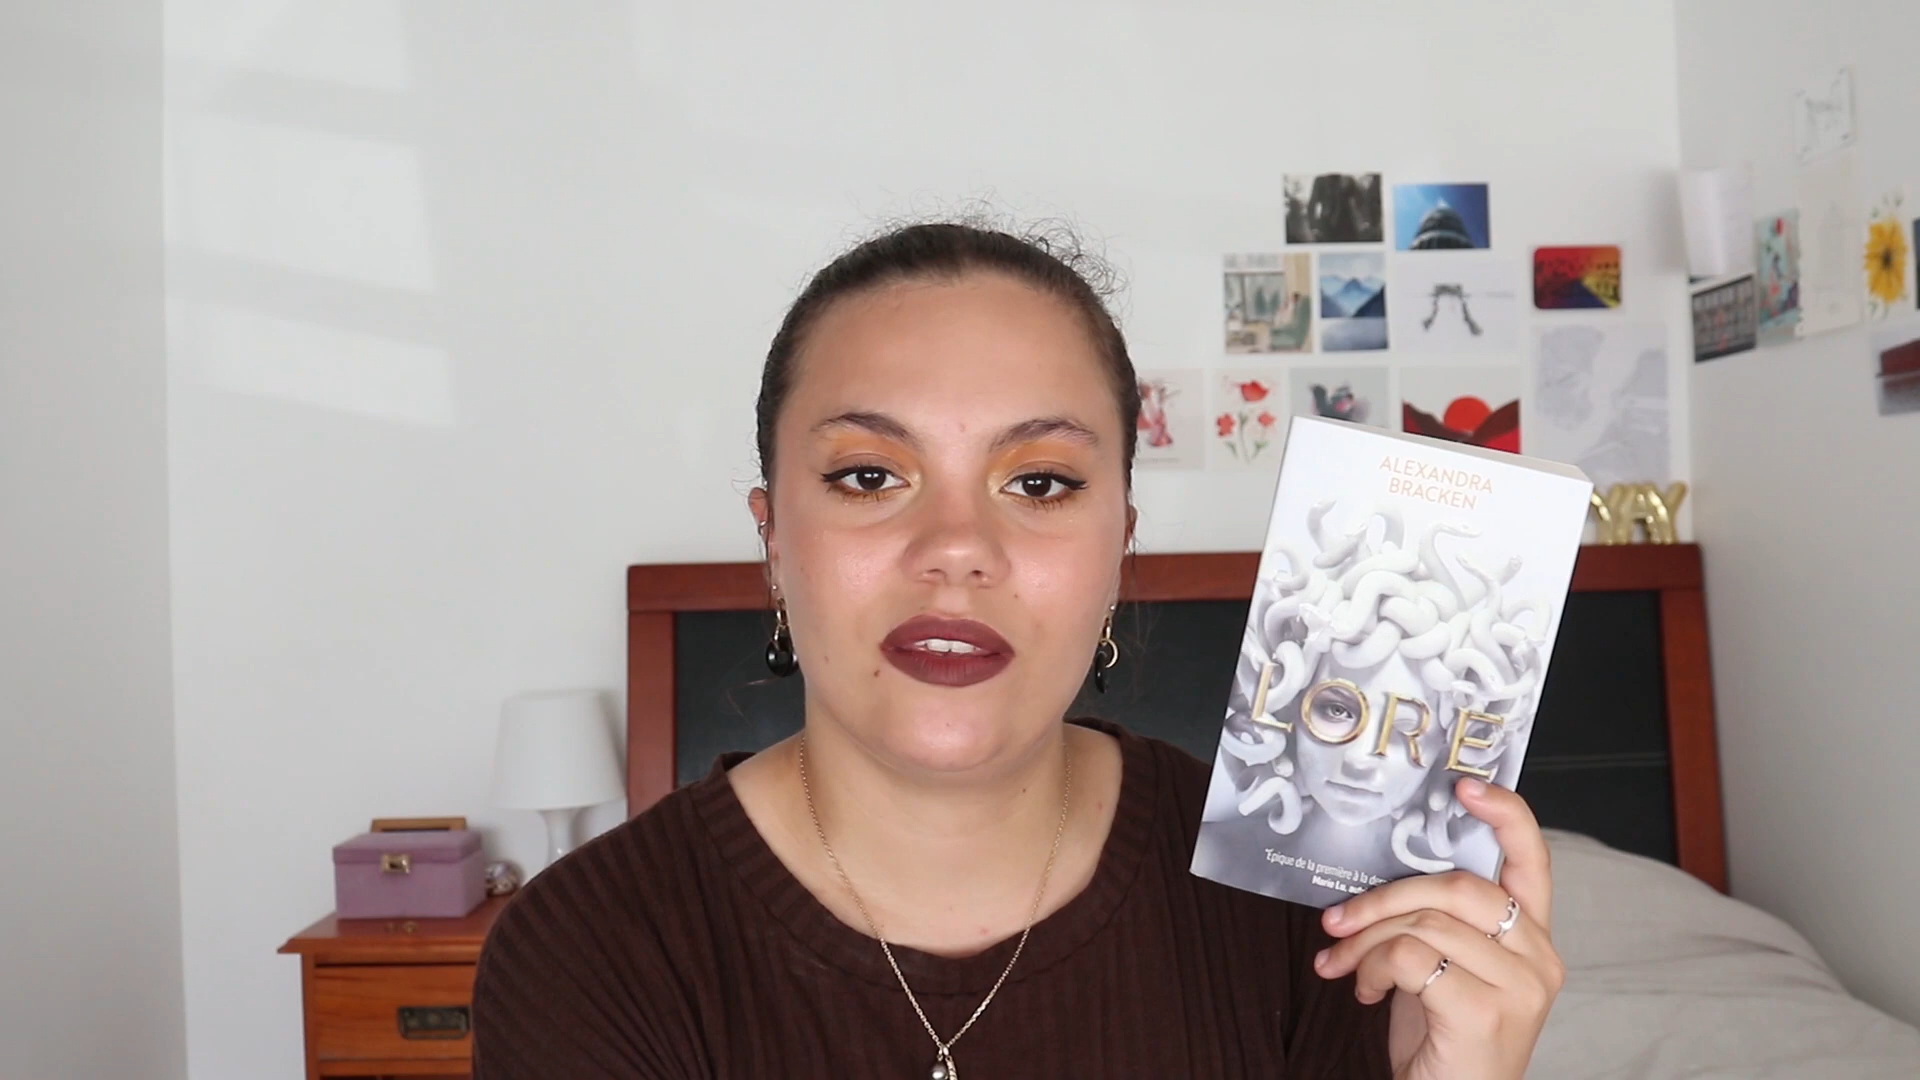 ALEXANDRA
BRACKEN
LORE
"Épique de la première à la
Marie Lu,
YAY